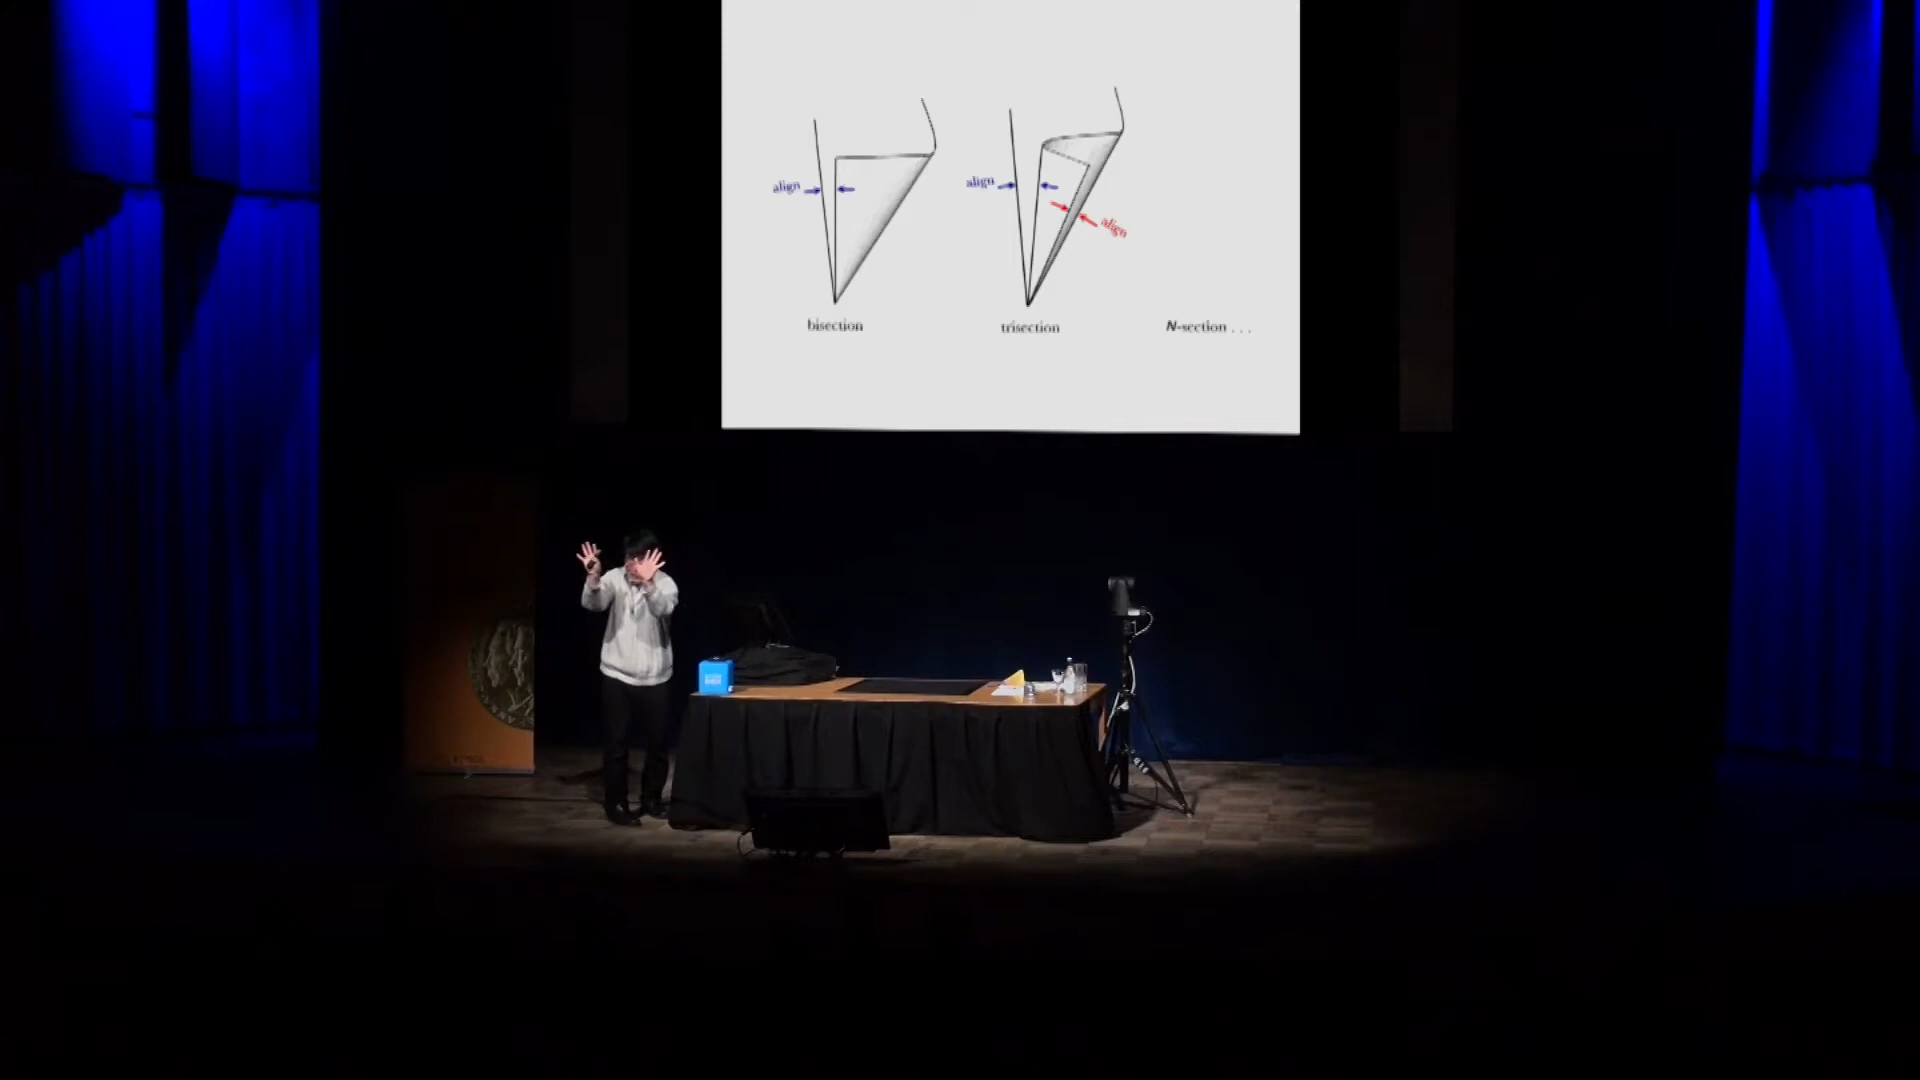 align
align
align
bisection
trisection
N-section . . .